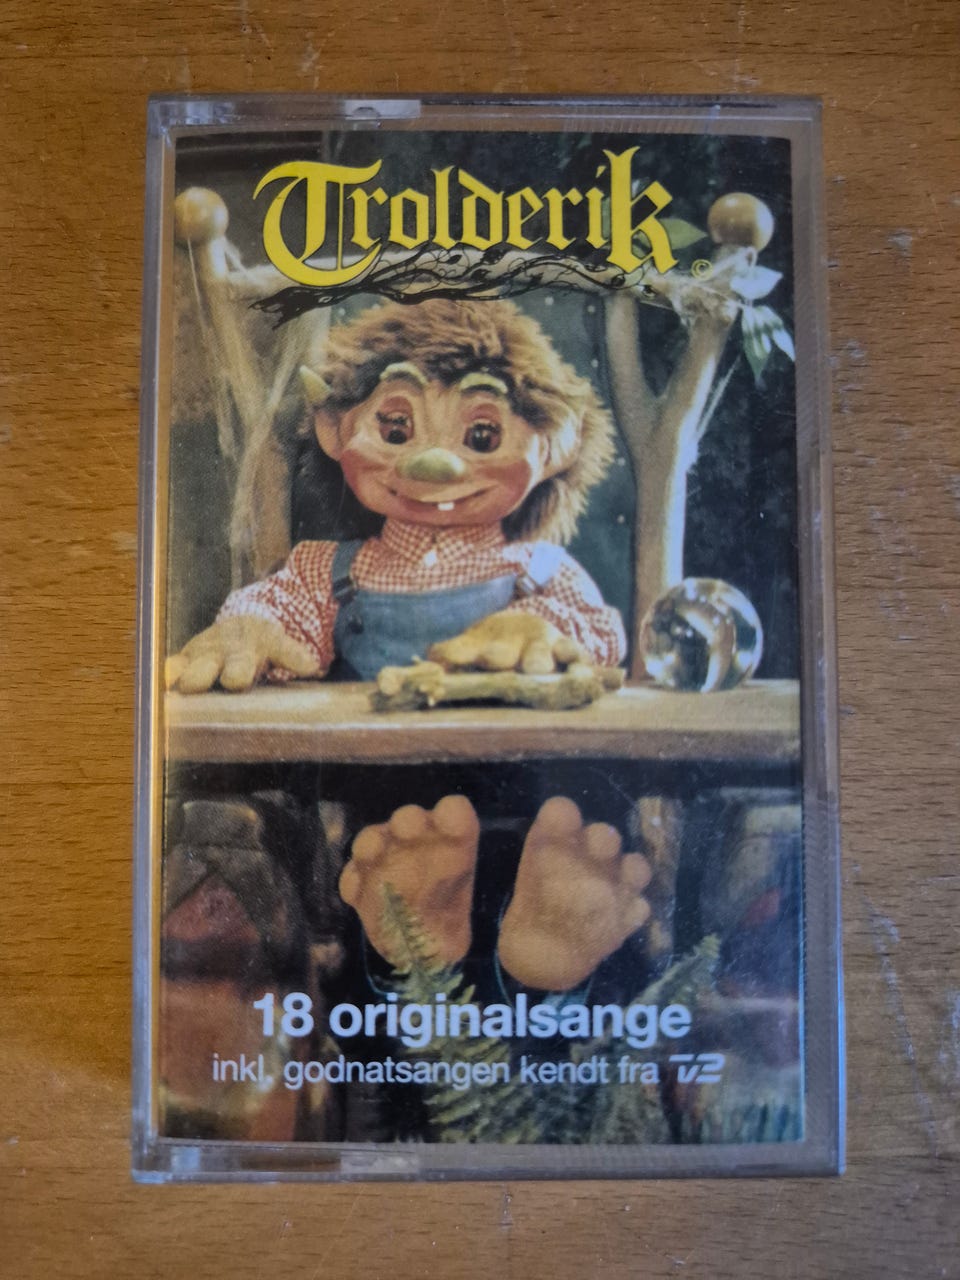 Trolderik
©
18 originalsange
inkl. godnatsangen kendt fra TV2